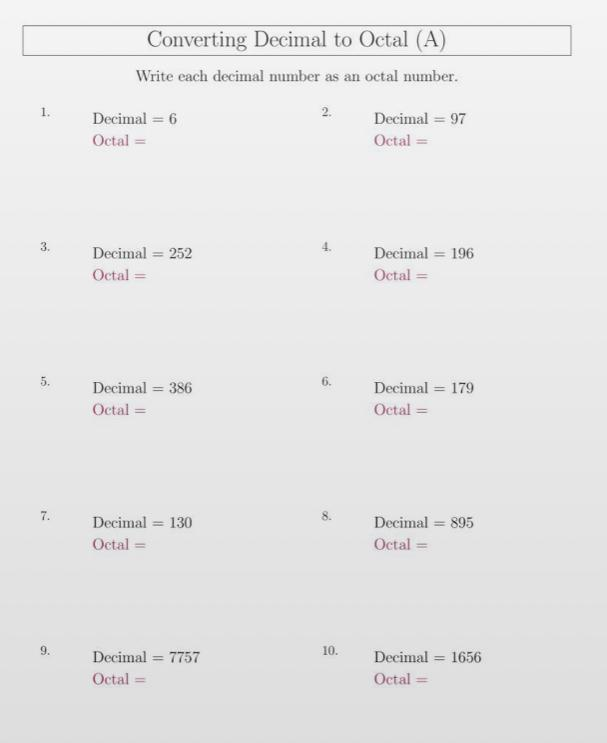 Converting Decimal to Octal (A)
Write each decimal number as an octal number.
1.
Decimal = 6
Octal =
2.
Decimal = 97
Octal =
3.
Decimal = 252
Octal =
4.
Decimal = 196
Octal =
5.
Decimal = 386
Octal =
6.
Decimal = 179
Octal =
7.
Decimal = 130
Octal =
8.
Decimal = 895
Octal =
9.
Decimal = 7757
Octal =
10.
Decimal = 1656
Octal =